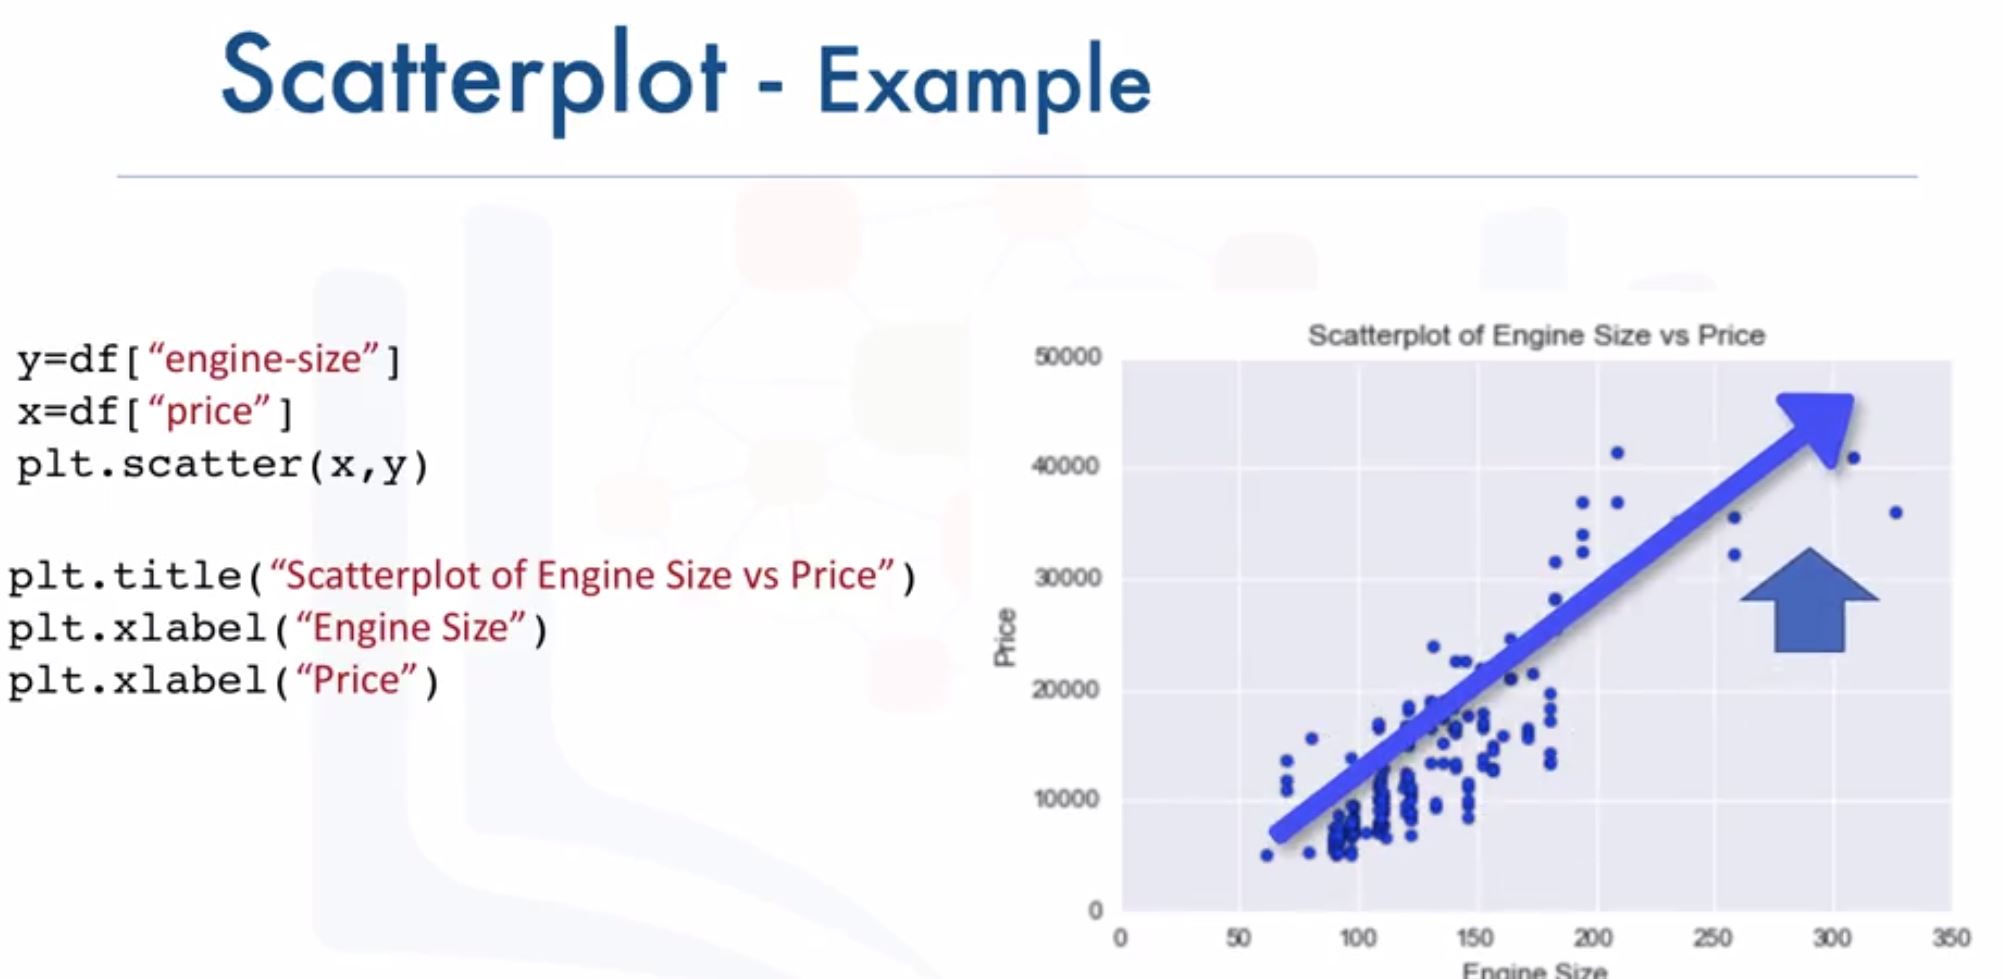 Scatterplot - Example
y=df[“engine-size”]
x=df[“price”]
plt.scatter(x,y)
plt.title(“Scatterplot of Engine Size vs Price”)
plt.xlabel(“Engine Size”)
plt.xlabel(“Price”)
Scatterplot of Engine Size vs Price
50000
40000
30000
20000
10000
0
Price
0 50 100 150 200 250 300 350
Engine Size